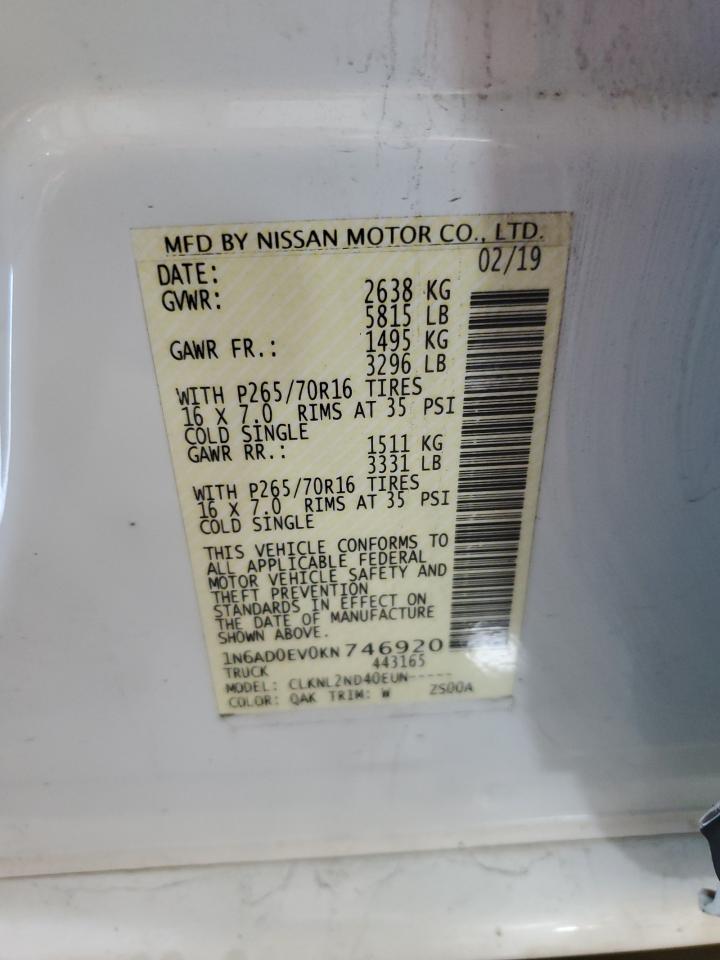 MFD BY NISSAN MOTOR CO., LTD.
DATE: 02/19
GVWR: 2638 KG
5815 LB
GAWR FR.: 1495 KG
3296 LB
WITH P265/70R16 TIRES
16 X 7.0 RIMS AT 35 PSI
COLD SINGLE
GAWR RR.: 1511 KG
3331 LB
WITH P265/70R16 TIRES
16 X 7.0 RIMS AT 35 PSI
COLD SINGLE
THIS VEHICLE CONFORMS TO
ALL APPLICABLE FEDERAL
MOTOR VEHICLE SAFETY AND
THEFT PREVENTION
STANDARDS IN EFFECT ON
THE DATE OF MANUFACTURE
SHOWN ABOVE.
1N6AD0EV0KN746920
TRUCK 443165
MODEL: CLKNL2ND40EUN-----
COLOR: QAK TRIM: W ZS00A